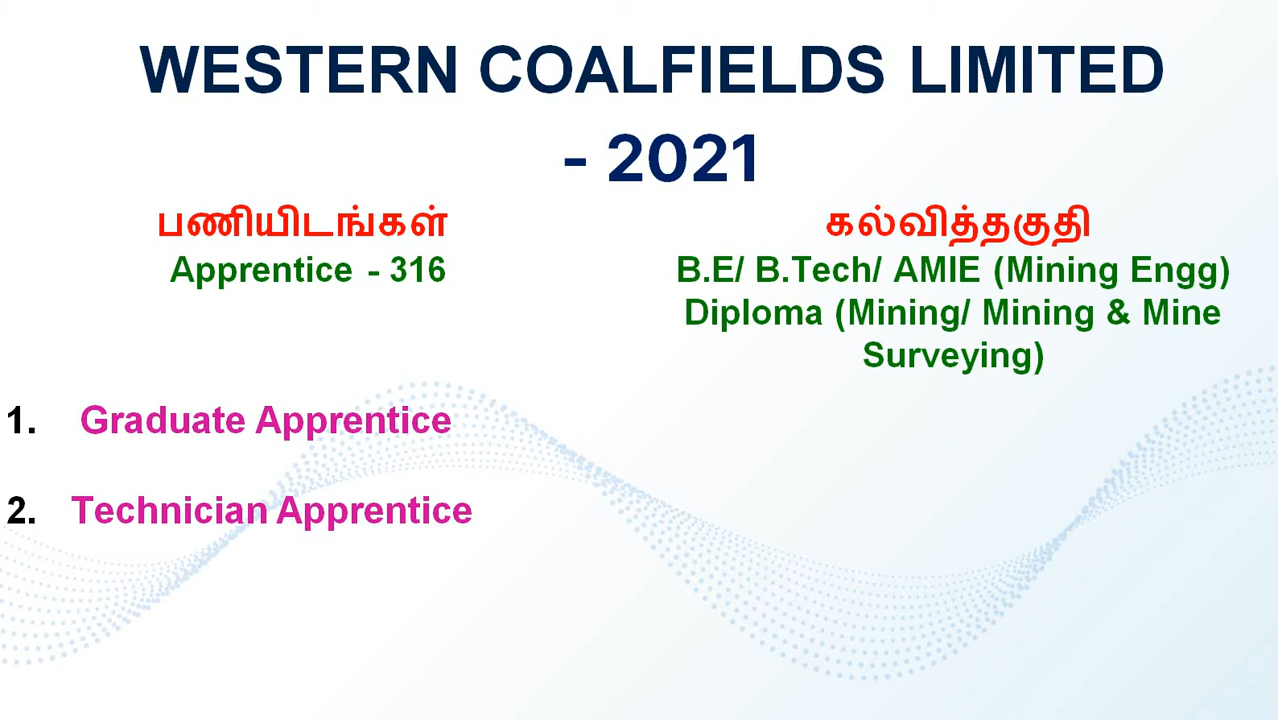 WESTERN COALFIELDS LIMITED
- 2021
பணியிடங்கள்
Apprentice - 316
கல்வித்தகுதி
B.E/ B.Tech/ AMIE (Mining Engg)
Diploma (Mining/ Mining & Mine
Surveying)
1. Graduate Apprentice
2. Technician Apprentice